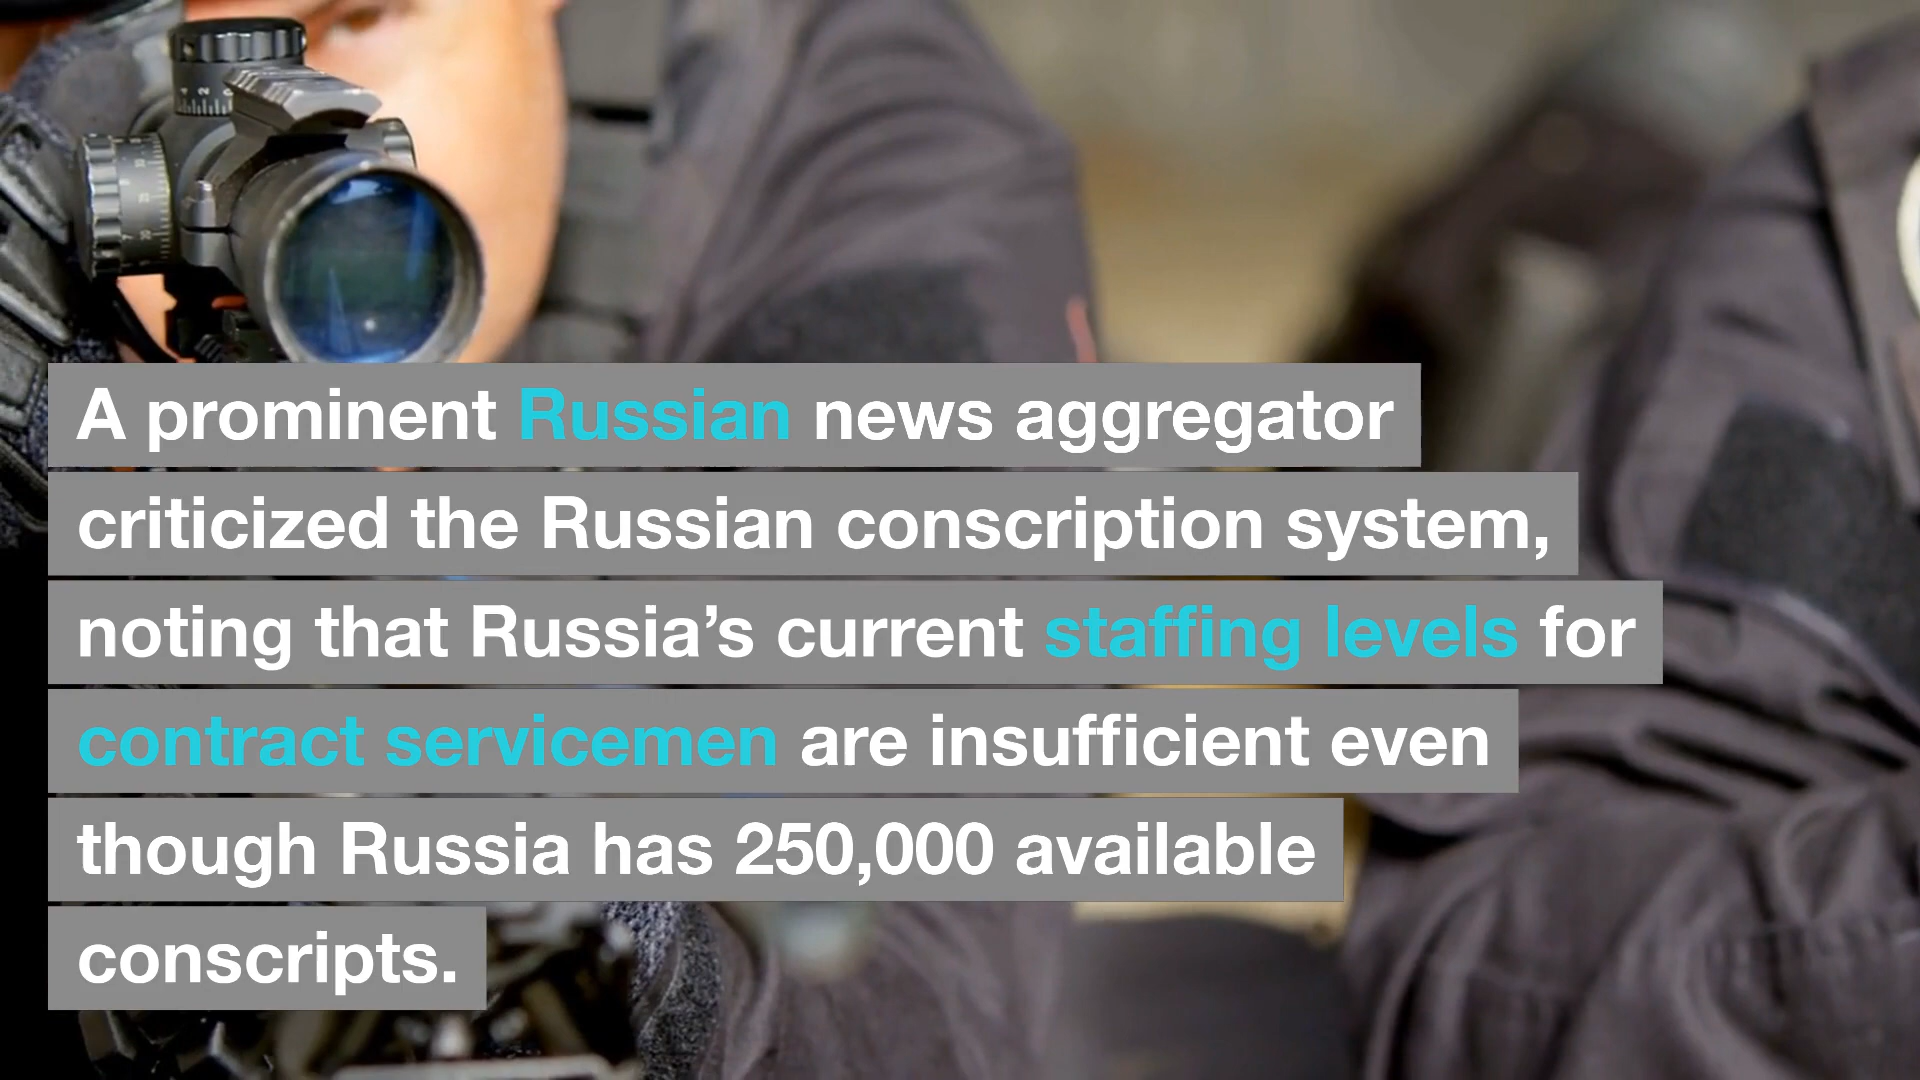 A prominent Russian news aggregator
criticized the Russian conscription system,
noting that Russia’s current staffing levels for
contract servicemen are insufficient even
though Russia has 250,000 available
conscripts.